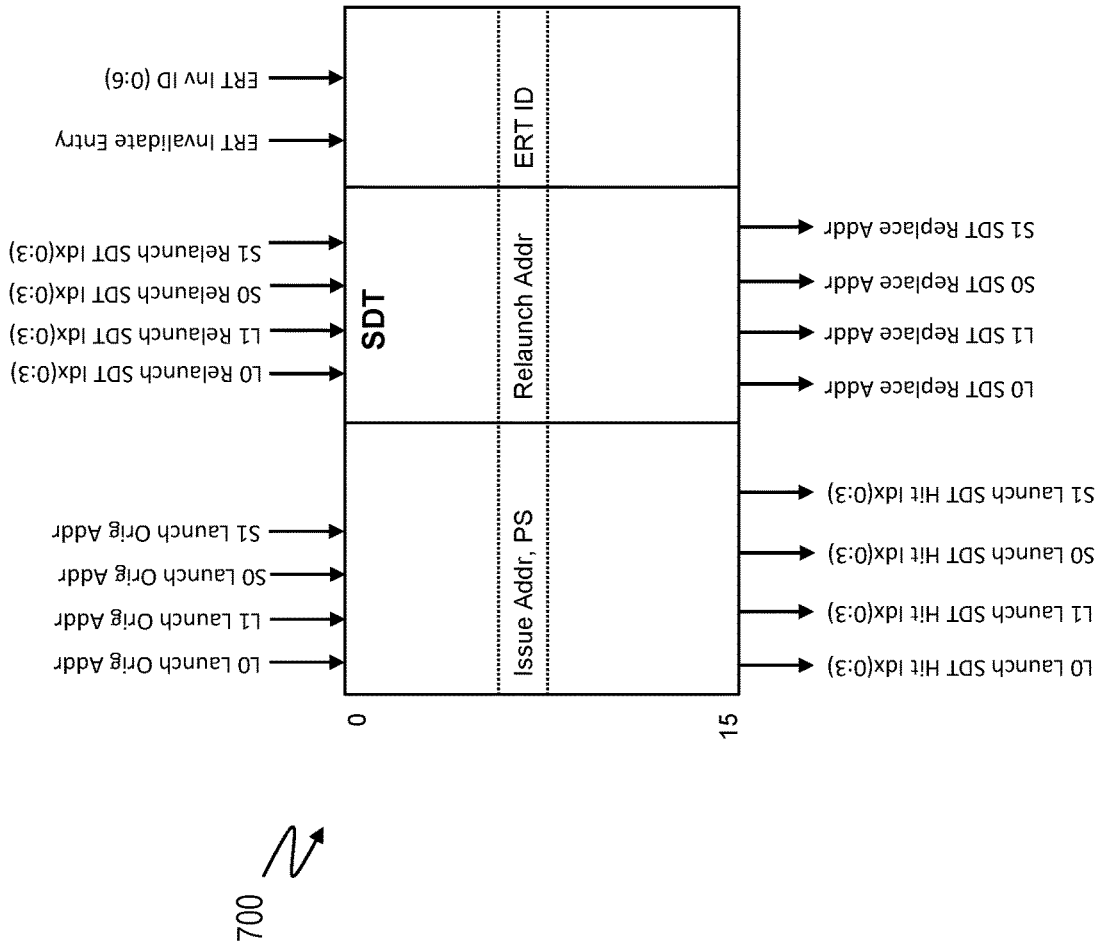 700
L0 Launch Orig Addr
L1 Launch Orig Addr
S0 Launch Orig Addr
S1 Launch Orig Addr
L0 Relaunch SDT Idx(0:3)
L1 Relaunch SDT Idx(0:3)
S0 Relaunch SDT Idx(0:3)
S1 Relaunch SDT Idx(0:3)
ERT Invalidate Entry
ERT Inv ID (0:6)
0
15
SDT
Issue Addr, PS
Relaunch Addr
ERT ID
L0 Launch SDT Hit Idx(0:3)
L1 Launch SDT Hit Idx(0:3)
S0 Launch SDT Hit Idx(0:3)
S1 Launch SDT Hit Idx(0:3)
L0 SDT Replace Addr
L1 SDT Replace Addr
S0 SDT Replace Addr
S1 SDT Replace Addr